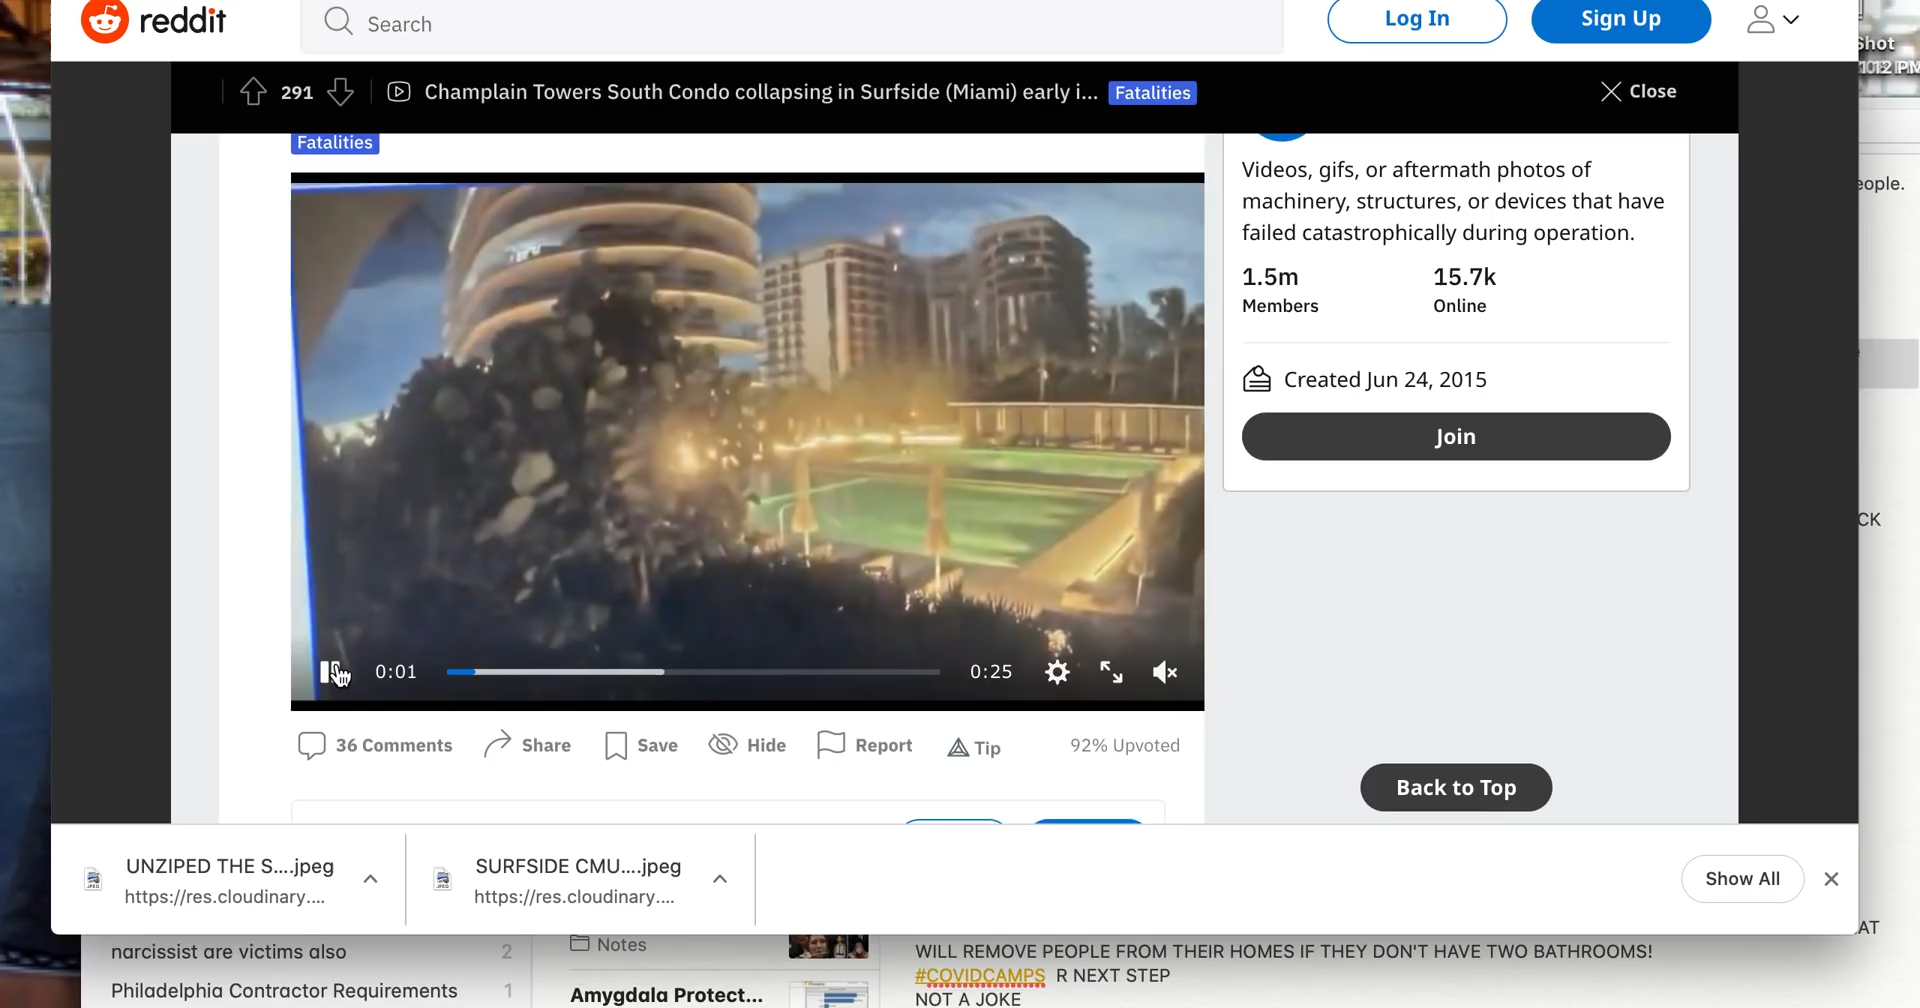 reddit
Search
Log In
Sign Up
Shot
291
Champlain Towers South Condo collapsing in Surfside (Miami) early i...
Fatalities
Close
Fatalities
Videos, gifs, or aftermath photos of
machinery, structures, or devices that have
failed catastrophically during operation.
eople.
1.5m
Members
15.7k
Online
Created Jun 24, 2015
Join
CK
0:01
0:25
36 Comments
Share
Save
Hide
Report
Tip
92% Upvoted
Back to Top
UNZIPED THE S....jpeg
https://res.cloudinary....
SURFSIDE CMU....jpeg
https://res.cloudinary....
Show All
AT
narcissist are victims also
2
Philadelphia Contractor Requirements
1
Notes
Amygdala Protect...
WILL REMOVE PEOPLE FROM THEIR HOMES IF THEY DON'T HAVE TWO BATHROOMS!
#COVIDCAMPS R NEXT STEP
NOT A JOKE